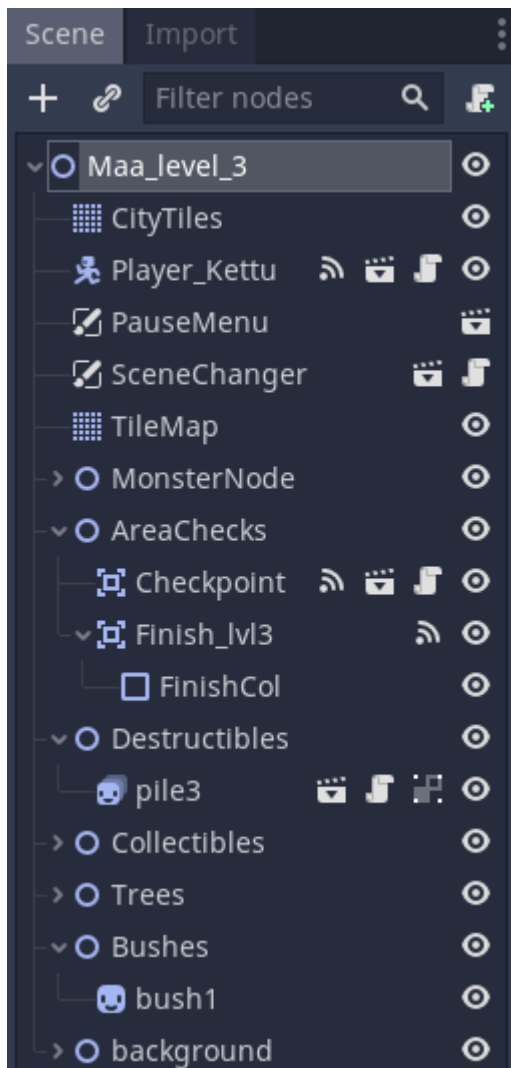 Scene Import
Filter nodes
Maa_level_3
CityTiles
Player_Kettu
PauseMenu
SceneChanger
TileMap
MonsterNode
AreaChecks
Checkpoint
Finish_lvl3
FinishCol
Destructibles
pile3
Collectibles
Trees
Bushes
bush1
background